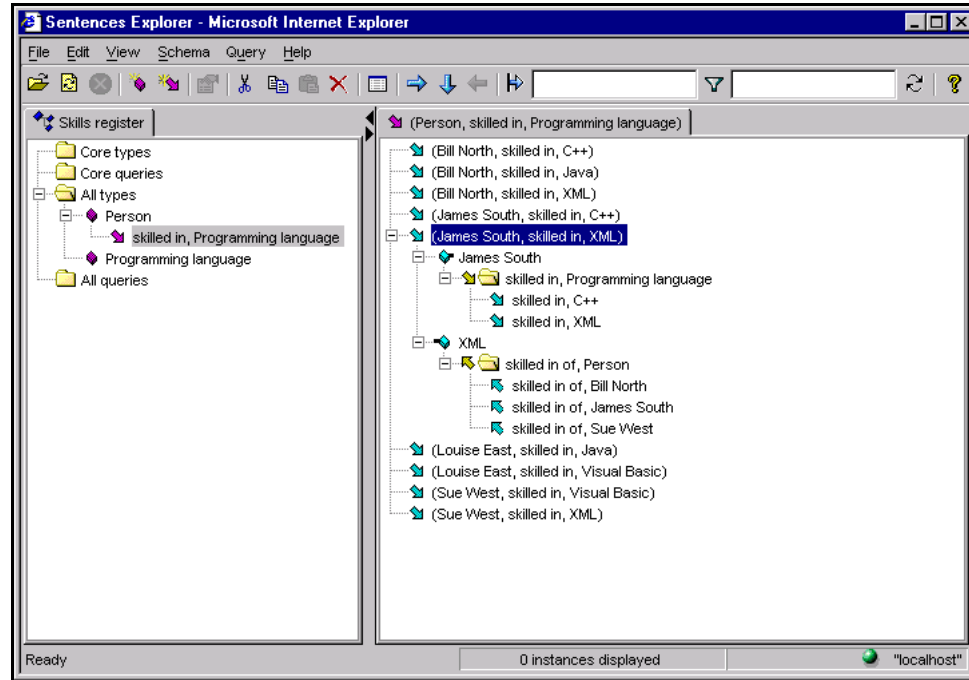 Sentences Explorer - Microsoft Internet Explorer
File Edit View Schema Query Help
Skills register
Core types
Core queries
All types
Person
skilled in, Programming language
Programming language
All queries
(Person, skilled in, Programming language)
(Bill North, skilled in, C++)
(Bill North, skilled in, Java)
(Bill North, skilled in, XML)
(James South, skilled in, C++)
(James South, skilled in, XML)
James South
skilled in, Programming language
skilled in, C++
skilled in, XML
XML
skilled in of, Person
skilled in of, Bill North
skilled in of, James South
skilled in of, Sue West
(Louise East, skilled in, Java)
(Louise East, skilled in, Visual Basic)
(Sue West, skilled in, Visual Basic)
(Sue West, skilled in, XML)
Ready 0 instances displayed "localhost"